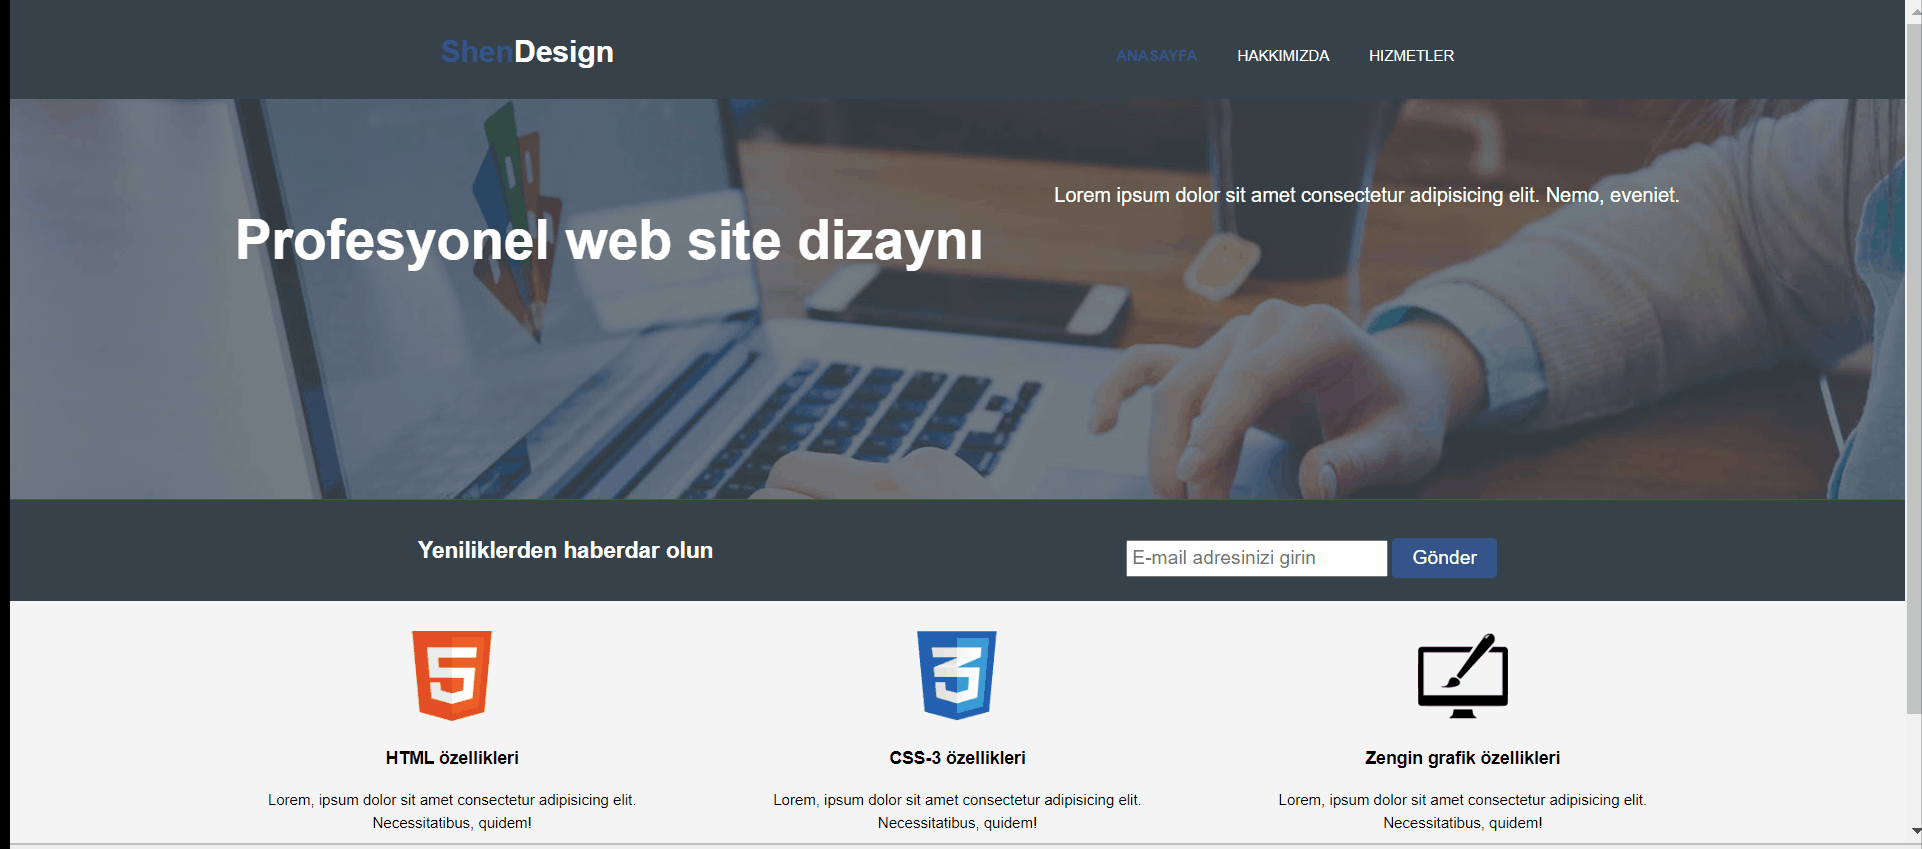 ShenDesign
ANASAYFA HAKKIMIZDA HIZMETLER
Lorem ipsum dolor sit amet consectetur adipisicing elit. Nemo, eveniet.
Profesyonel web site dizaynı
Yeniliklerden haberdar olun
E-mail adresinizi girin Gönder
HTML özellikleri
Lorem, ipsum dolor sit amet consectetur adipisicing elit.
Necessitatibus, quidem!
CSS-3 özellikleri
Lorem, ipsum dolor sit amet consectetur adipisicing elit.
Necessitatibus, quidem!
Zengin grafik özellikleri
Lorem, ipsum dolor sit amet consectetur adipisicing elit.
Necessitatibus, quidem!